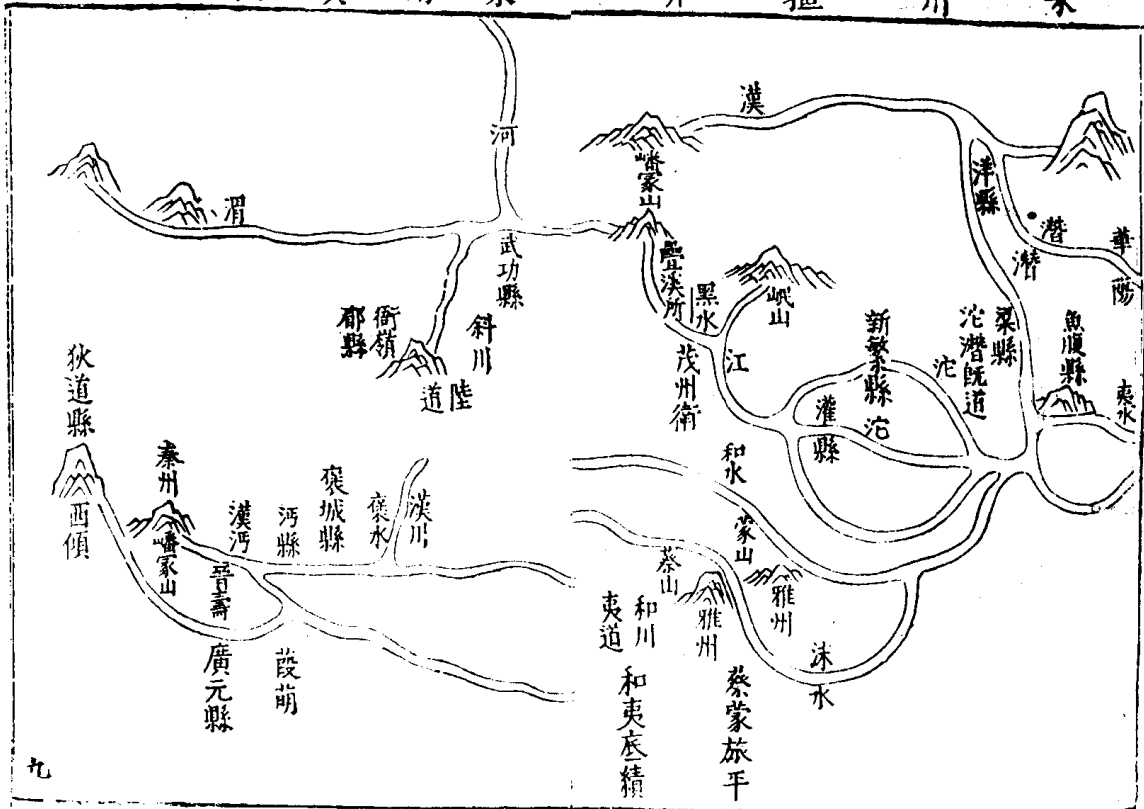 華陽
夷水
潛
潛
魚腹縣
洋縣
梁縣
沱潛既道
沱
新繁縣
沱
灌縣
漢
嶓冢山
岷山
黑水
疊溪所
江
茂州衛
和水
蒙山
雅州
沫水
蔡山
雅州
蔡蒙旅平
和川
夷道
和夷厎績
河
武功縣
斜川
陸道
衙嶺
郿縣
渭
漢川
褒水
褒城縣
沔縣
漢沔
秦州
嶓冢山
晉壽
葭萌
廣元縣
狄道縣
西傾
九